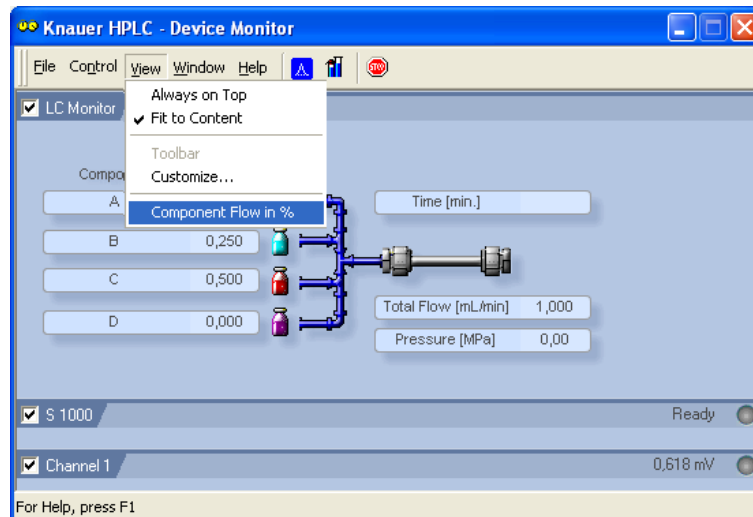 Knauer HPLC - Device Monitor
File Control View Window Help STOP
Always on Top
LC Monitor
Fit to Content
Toolbar
Customize...
A
Time [min.]
Component Flow in %
B 0,250
C 0,500
D 0,000
Total Flow [mL/min] 1,000
Pressure [MPa] 0,00
S 1000 Ready
Channel 1 0,618 mV
For Help, press F1